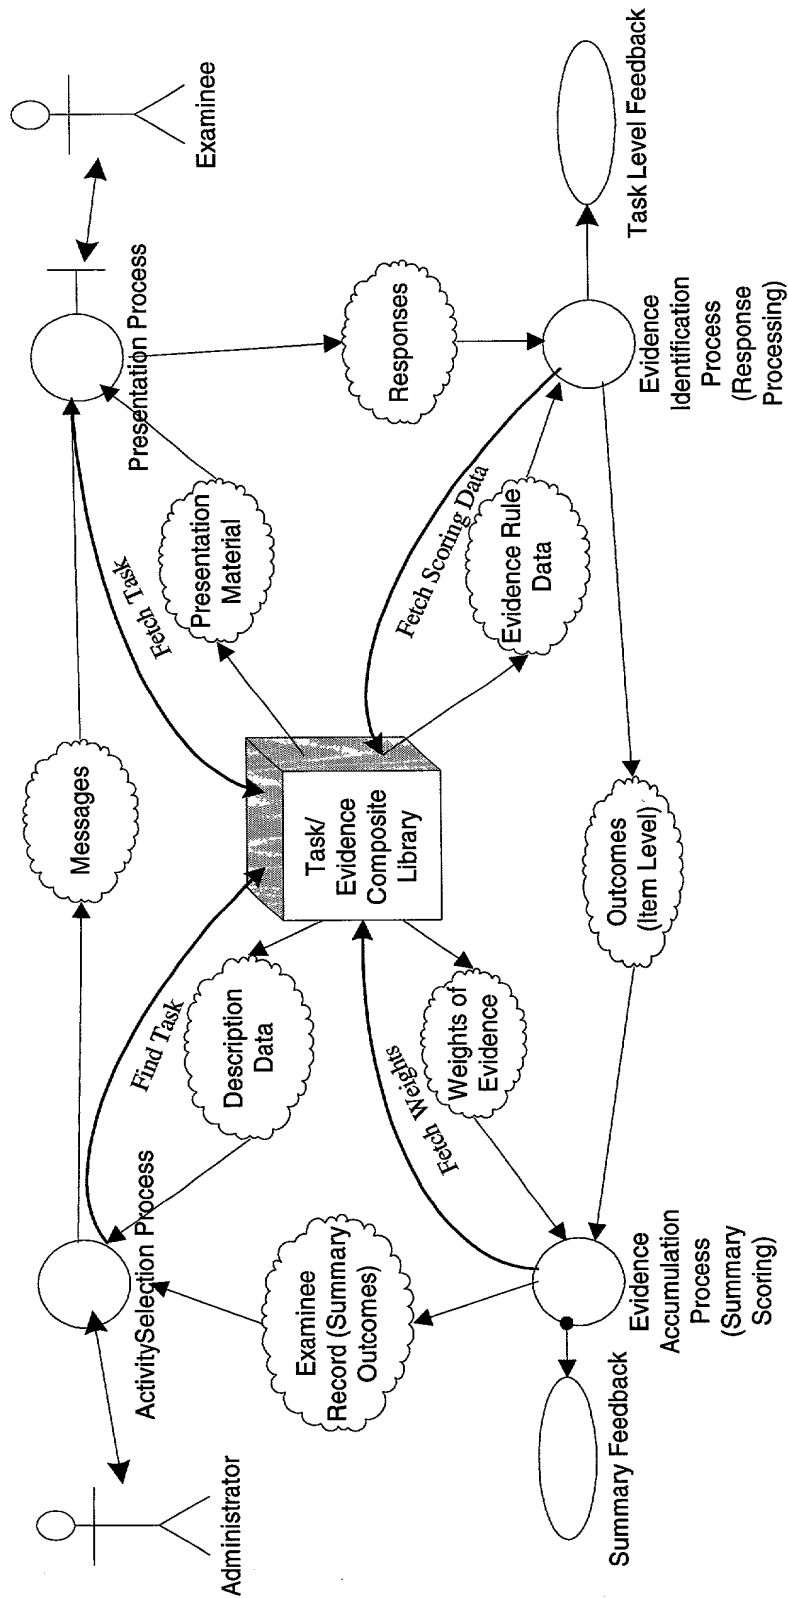 Administrator
ActivitySelection Process
Messages
Presentation Process
Examinee
Find Task
Fetch Task
Description
Data
Presentation
Material
Examinee
Record (Summary
Outcomes)
Task/
Evidence
Composite
Library
Responses
Fetch Weights
Weights of
Evidence
Fetch Scoring Data
Evidence Rule
Data
Summary Feedback
Evidence
Accumulation
Process
(Summary
Scoring)
Outcomes
(Item Level)
Evidence
Identification
Process
(Response
Processing)
Task Level Feedback